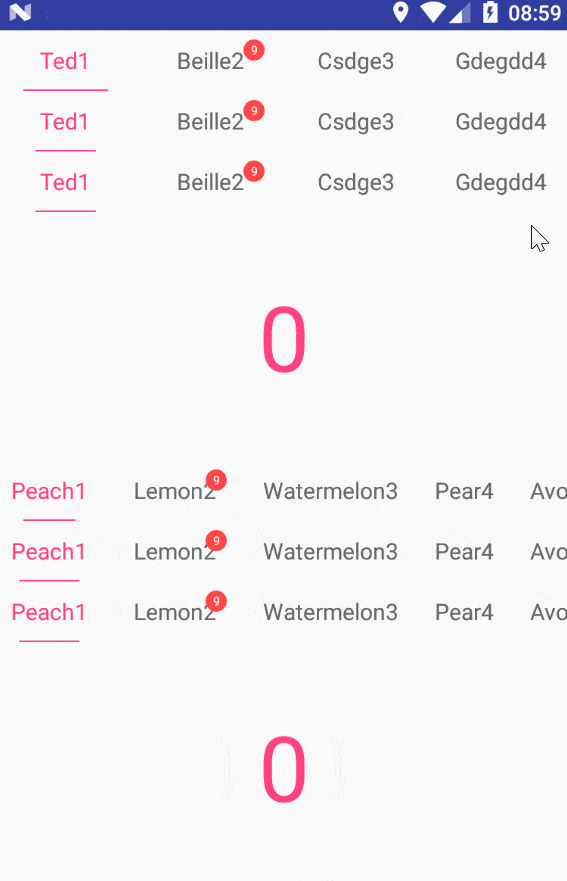 08:59
Ted1 Beille2 9 Csdge3 Gdegdd4
Ted1 Beille2 9 Csdge3 Gdegdd4
Ted1 Beille2 9 Csdge3 Gdegdd4
0
Peach1 Lemon2 9 Watermelon3 Pear4 Avo
Peach1 Lemon2 9 Watermelon3 Pear4 Avo
Peach1 Lemon2 9 Watermelon3 Pear4 Avo
0